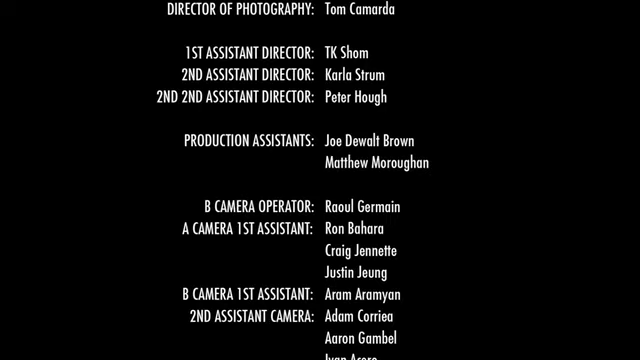 DIRECTOR OF PHOTOGRAPHY: Tom Camarda
1ST ASSISTANT DIRECTOR: TK Shom
2ND ASSISTANT DIRECTOR: Karla Strum
2ND 2ND ASSISTANT DIRECTOR: Peter Hough
PRODUCTION ASSISTANTS: Joe Dewalt Brown
Matthew Moroughan
B CAMERA OPERATOR: Raoul Germain
A CAMERA 1ST ASSISTANT: Ron Bahara
Craig Jennette
Justin Jeung
B CAMERA 1ST ASSISTANT: Aram Aramyan
2ND ASSISTANT CAMERA: Adam Corriea
Aaron Gambel